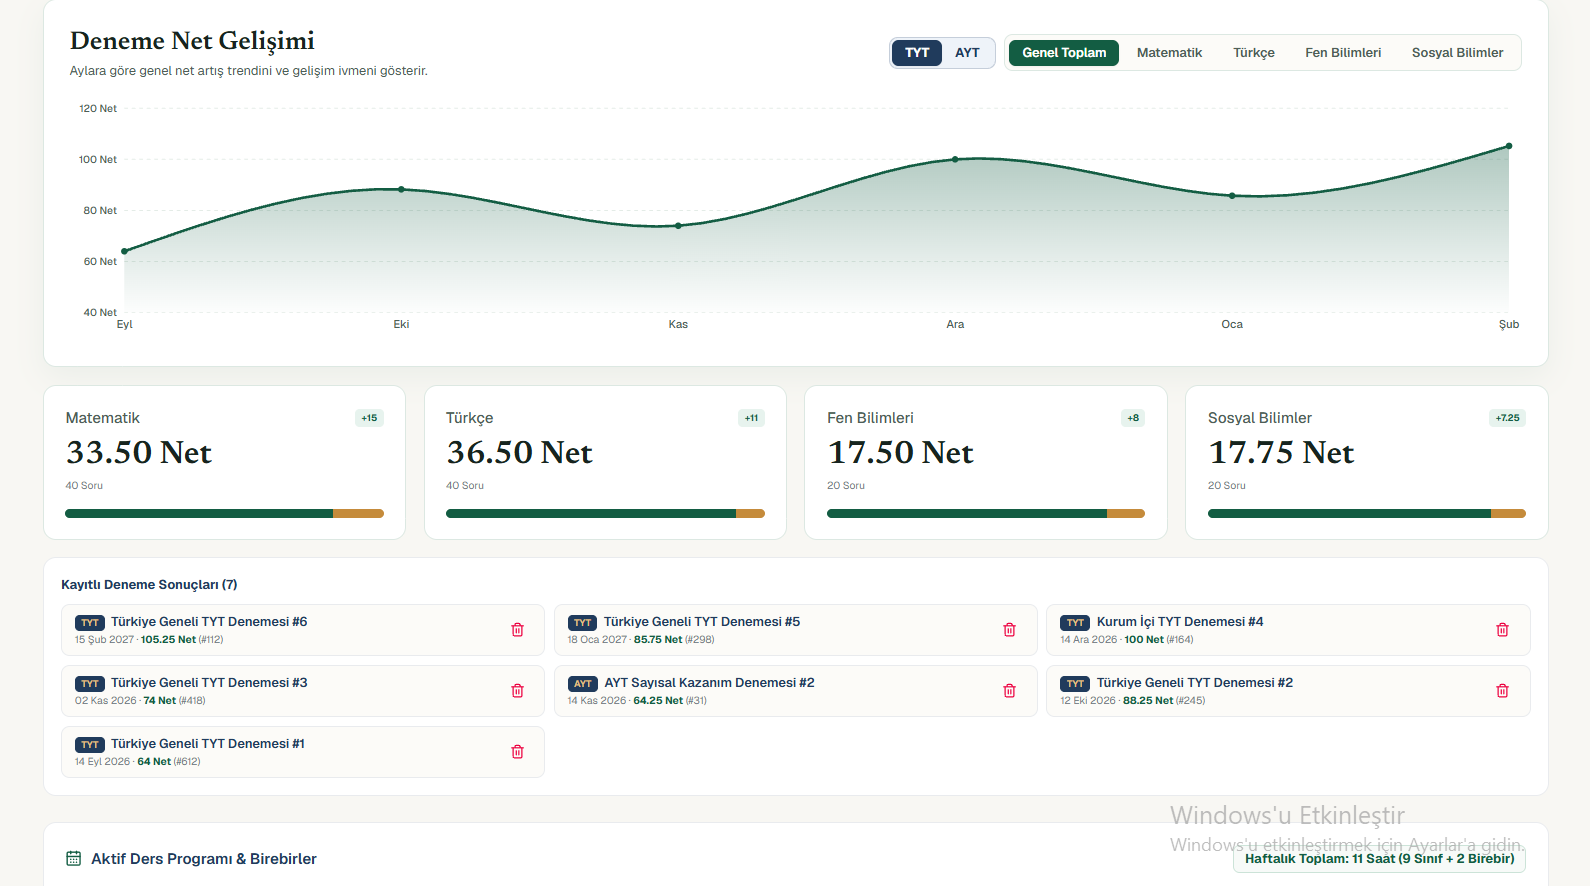 Deneme Net Gelişimi
Aylara göre genel net artış trendini ve gelişim ivmeni gösterir.
TYT AYT Genel Toplam Matematik Türkçe Fen Bilimleri Sosyal Bilimler
120 Net
100 Net
80 Net
60 Net
40 Net
Eyl Eki Kas Ara Oca Şub
Matematik +15
33.50 Net
40 Soru
Türkçe +11
36.50 Net
40 Soru
Fen Bilimleri +8
17.50 Net
20 Soru
Sosyal Bilimler +7.25
17.75 Net
20 Soru
Kayıtlı Deneme Sonuçları (7)
TYT Türkiye Geneli TYT Denemesi #6
15 Şub 2027 · 105.25 Net (#112)
TYT Türkiye Geneli TYT Denemesi #5
18 Oca 2027 · 85.75 Net (#298)
TYT Kurum İçi TYT Denemesi #4
14 Ara 2026 · 100 Net (#164)
TYT Türkiye Geneli TYT Denemesi #3
02 Kas 2026 · 74 Net (#418)
AYT AYT Sayısal Kazanım Denemesi #2
14 Kas 2026 · 64.25 Net (#31)
TYT Türkiye Geneli TYT Denemesi #2
12 Eki 2026 · 88.25 Net (#245)
TYT Türkiye Geneli TYT Denemesi #1
14 Eyl 2026 · 64 Net (#612)
Windows'u Etkinleştir
Windows'u etkinleştirmek için Ayarlar'a gidin.
Aktif Ders Programı & Birebirler
Haftalık Toplam: 11 Saat (9 Sınıf + 2 Birebir)